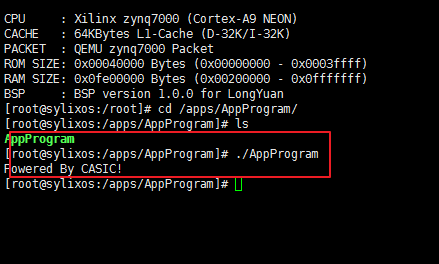 CPU     : Xilinx zynq7000 (Cortex-A9 NEON)
CACHE   : 64KBytes L1-Cache (D-32K/I-32K)
PACKET  : QEMU zynq7000 Packet
ROM SIZE: 0x00040000 Bytes (0x00000000 - 0x0003ffff)
RAM SIZE: 0x0fe00000 Bytes (0x00200000 - 0x0fffffff)
BSP     : BSP version 1.0.0 for LongYuan
[root@sylixos:/root]# cd /apps/AppProgram/
[root@sylixos:/apps/AppProgram]# ls
AppProgram
[root@sylixos:/apps/AppProgram]# ./AppProgram
Powered By CASIC!
[root@sylixos:/apps/AppProgram]#